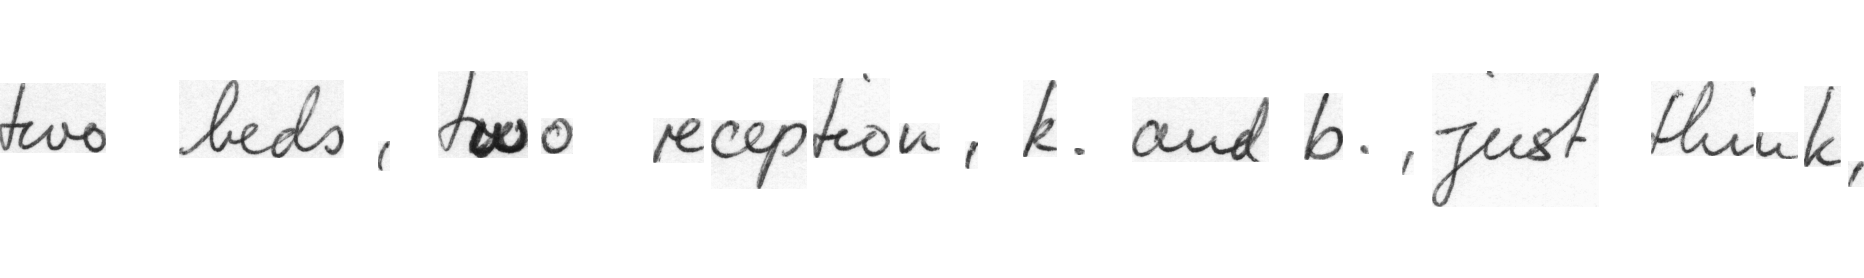 two beds, two reception, k. and b., just think,